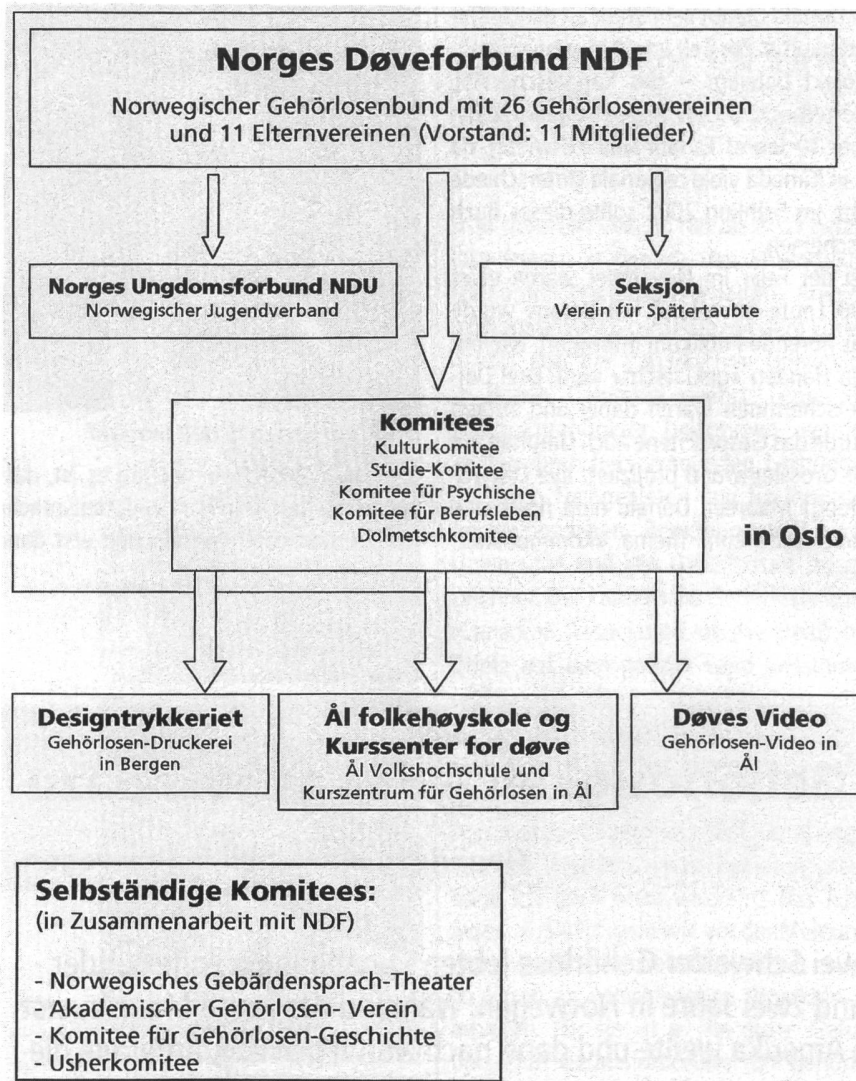 Norges Døveforbund NDF
Norwegischer Gehörlosenbund mit 26 Gehörlosenvereinen
und 11 Elternvereinen (Vorstand: 11 Mitglieder)
Norges Ungdomsforbund NDU
Norwegischer Jugendverband
Seksjon
Verein für Spätertaubte
Komitees
Kulturkomitee
Studie-Komitee
Komitee für Psychische
Komitee für Berufsleben
Dolmetschkomitee
in Oslo
Designtrykkeriet
Gehörlosen-Druckerei
in Bergen
Ål folkehøyskole og
Kurssenter for døve
Ål Volkshochschule und
Kurszentrum für Gehörlosen in Ål
Døves Video
Gehörlosen-Video in
Ål
Selbständige Komitees:
(in Zusammenarbeit mit NDF)
- Norwegisches Gebärdensprach-Theater
- Akademischer Gehörlosen-Verein
- Komitee für Gehörlosen-Geschichte
- Usherkomitee